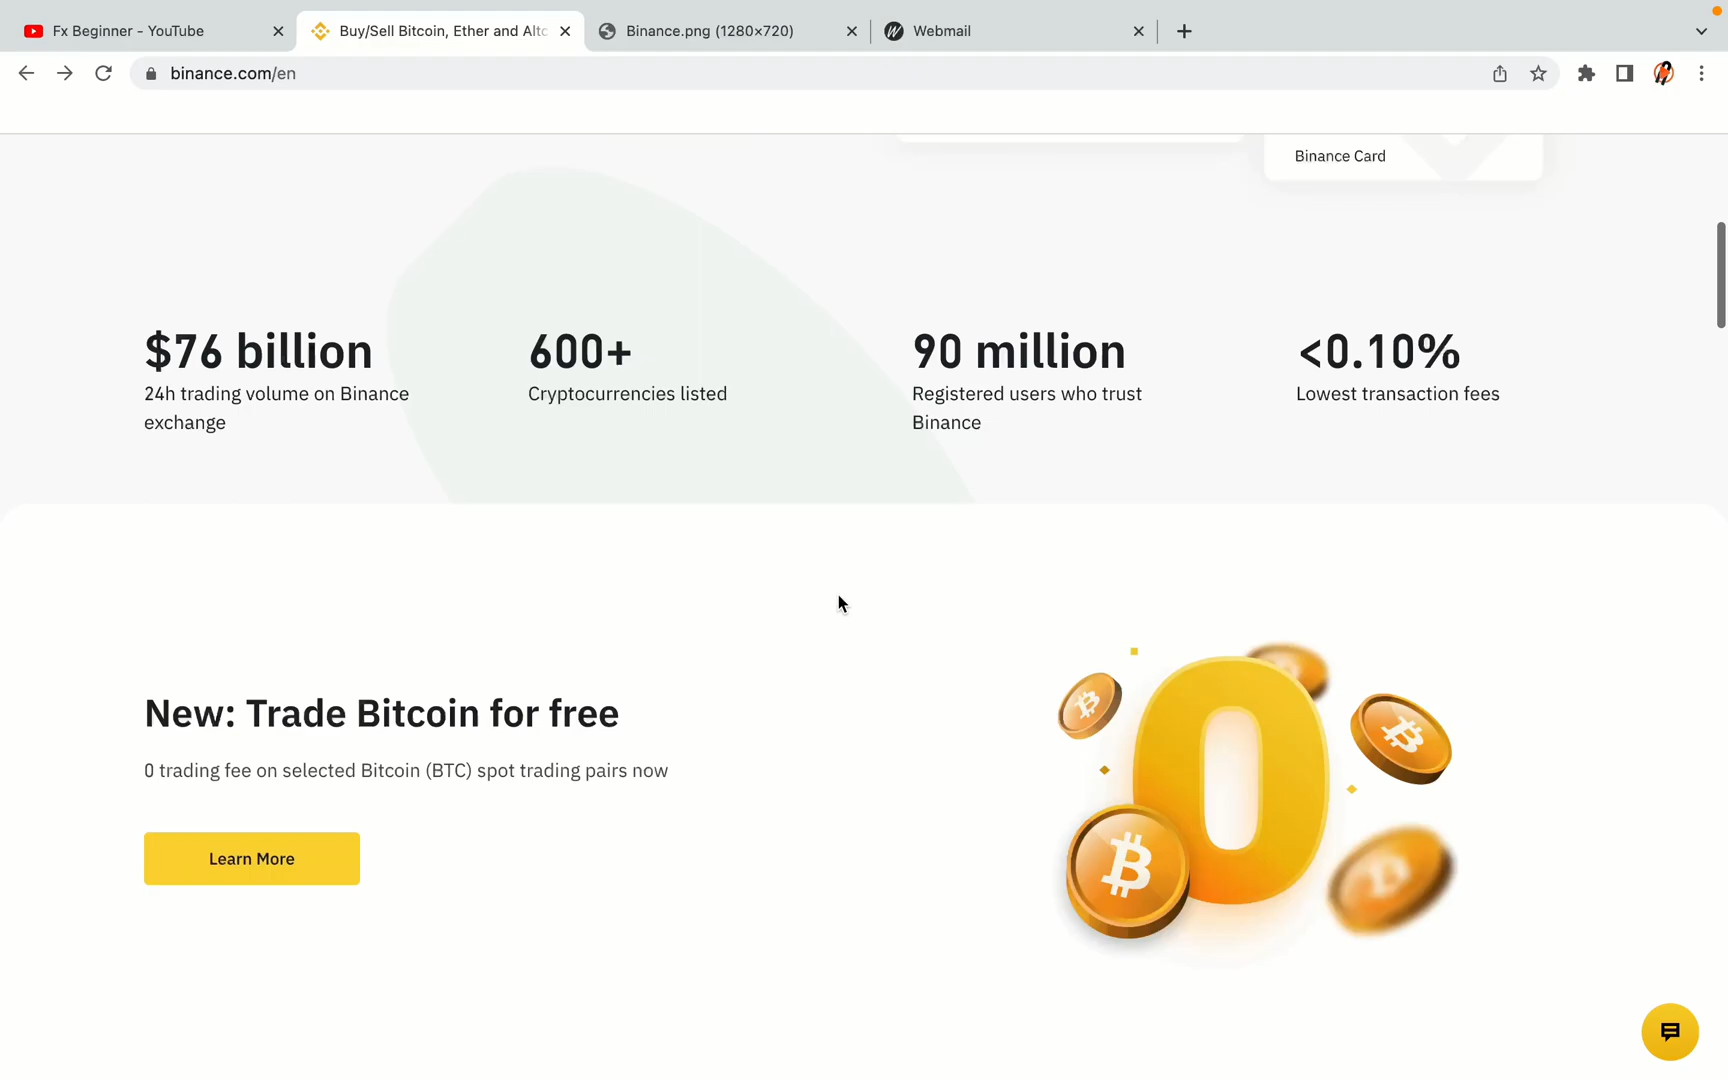 Fx Beginner - YouTube
Buy/Sell Bitcoin, Ether and Altc
Binance.png (1280×720)
Webmail
binance.com/en
Binance Card
$76 billion
24h trading volume on Binance
exchange
600+
Cryptocurrencies listed
90 million
Registered users who trust
Binance
<0.10%
Lowest transaction fees
New: Trade Bitcoin for free
0 trading fee on selected Bitcoin (BTC) spot trading pairs now
Learn More
0